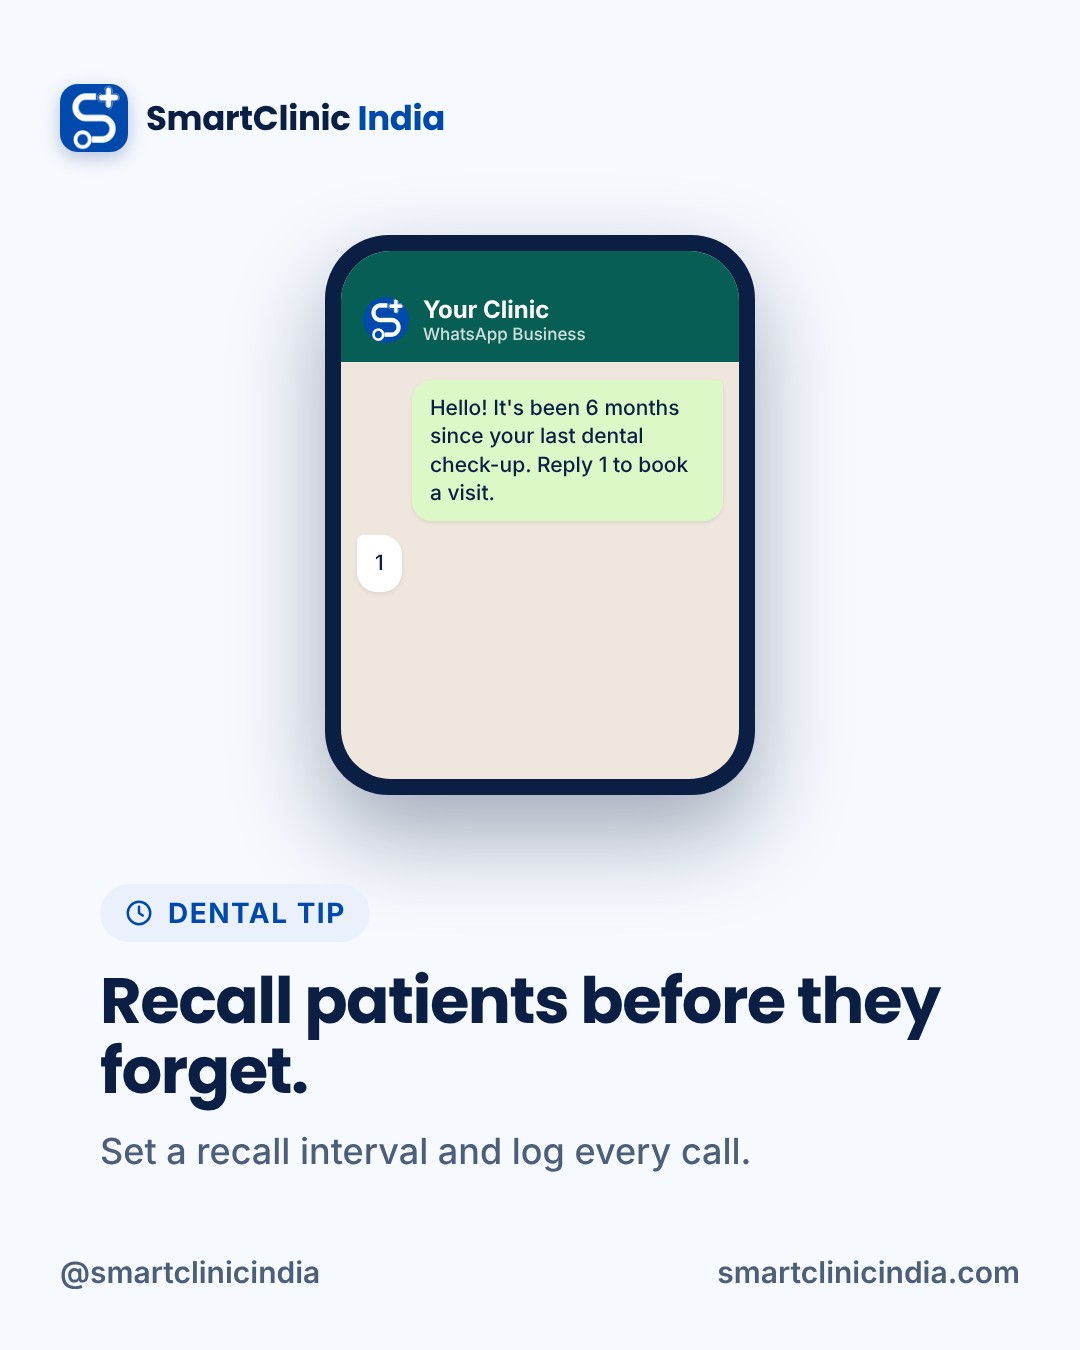 SmartClinic India
Your Clinic
WhatsApp Business
Hello! It's been 6 months
since your last dental
check-up. Reply 1 to book
a visit.
1
DENTAL TIP
Recall patients before they
forget.
Set a recall interval and log every call.
@smartclinicindia
smartclinicindia.com